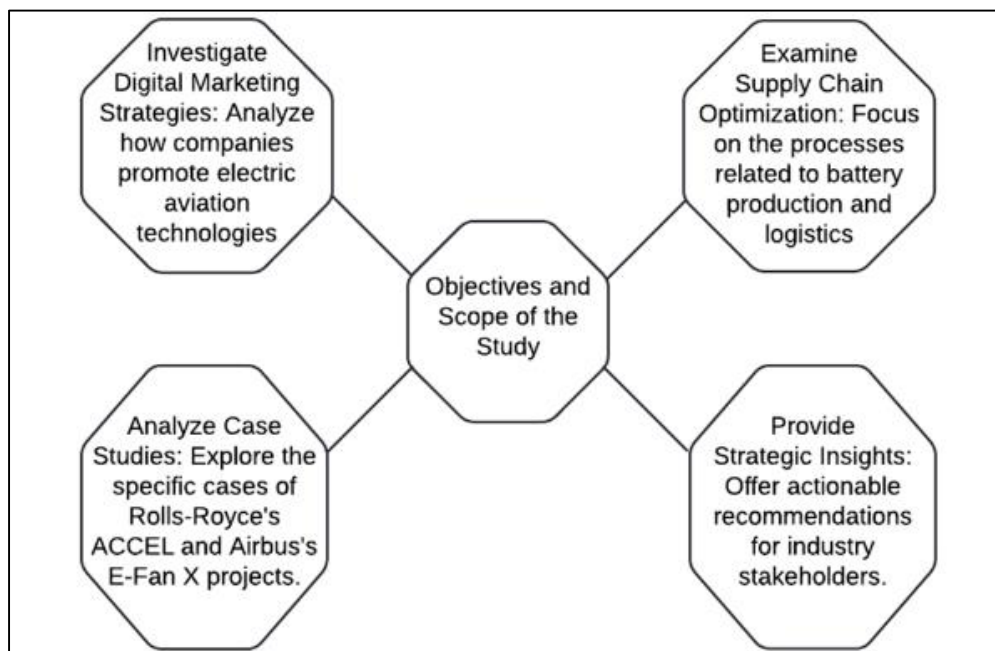 Investigate
Digital Marketing
Strategies: Analyze
how companies
promote electric
aviation
technologies
Examine
Supply Chain
Optimization: Focus
on the processes
related to battery
production and
logistics
Objectives and
Scope of the
Study
Analyze Case
Studies: Explore the
specific cases of
Rolls-Royce's
ACCEL and Airbus's
E-Fan X projects.
Provide
Strategic Insights:
Offer actionable
recommendations
for industry
stakeholders.